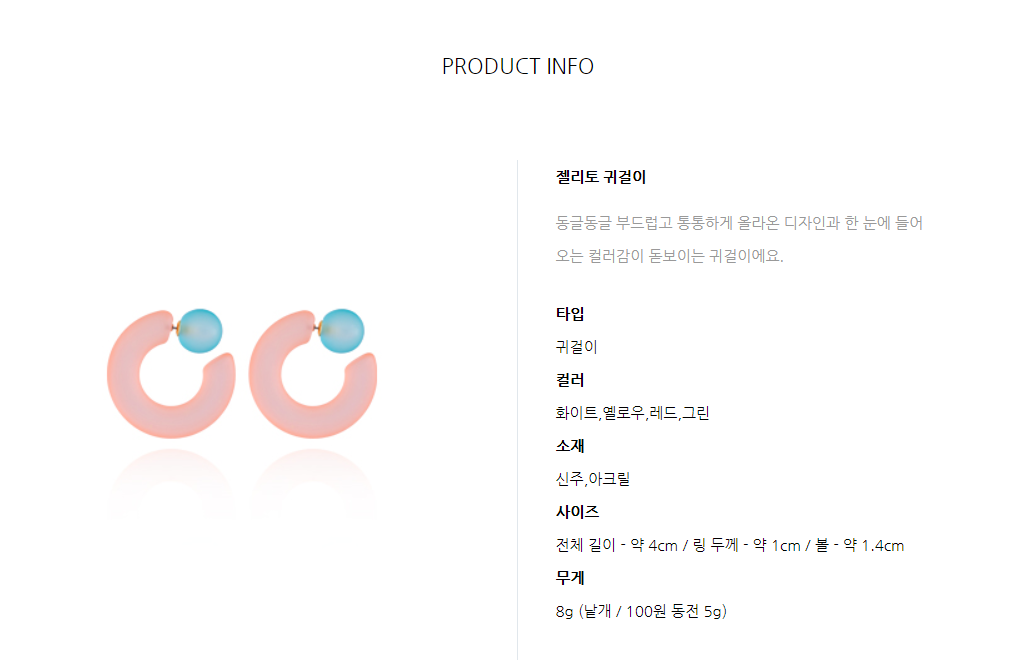 PRODUCT INFO
젤리토 귀걸이
동글동글 부드럽고 통통하게 올라온 디자인과 한 눈에 들어
오는 컬러감이 돋보이는 귀걸이에요.
타입
귀걸이
컬러
화이트,옐로우,레드,그린
소재
신주,아크릴
사이즈
전체 길이 - 약 4cm / 링 두께 - 약 1cm / 볼 - 약 1.4cm
무게
8g (낱개 / 100원 동전 5g)